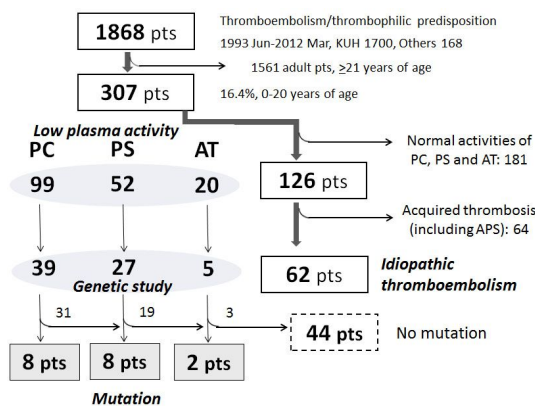 1868 pts
Thromboembolism/thrombophilic predisposition
1993 Jun-2012 Mar, KUH 1700, Others 168
1561 adult pts, ≥21 years of age
307 pts
16.4%, 0-20 years of age
Low plasma activity
PC PS AT
99 52 20
Normal activities of
PC, PS and AT: 181
126 pts
Acquired thrombosis
(including APS): 64
39 27 5
Genetic study
62 pts
Idiopathic
thromboembolism
31 19 3
44 pts
No mutation
8 pts 8 pts 2 pts
Mutation